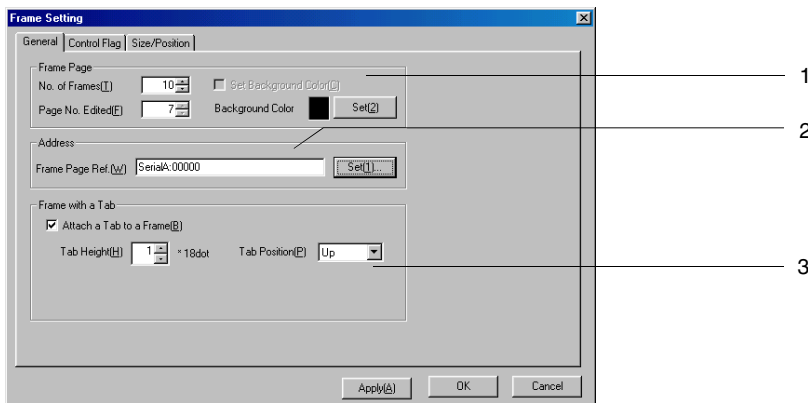 Frame Setting
General Control Flag Size/Position
Frame Page
No. of Frames(T) 10 Set Background Color(C)
Page No. Edited(F) 7 Background Color Set(2)
Address
Frame Page Ref.(W) SerialA:00000 Set(1)...
Frame with a Tab
Attach a Tab to a Frame(B)
Tab Height(H) 1 * 18dot Tab Position(P) Up
Apply(A) OK Cancel
1
2
3